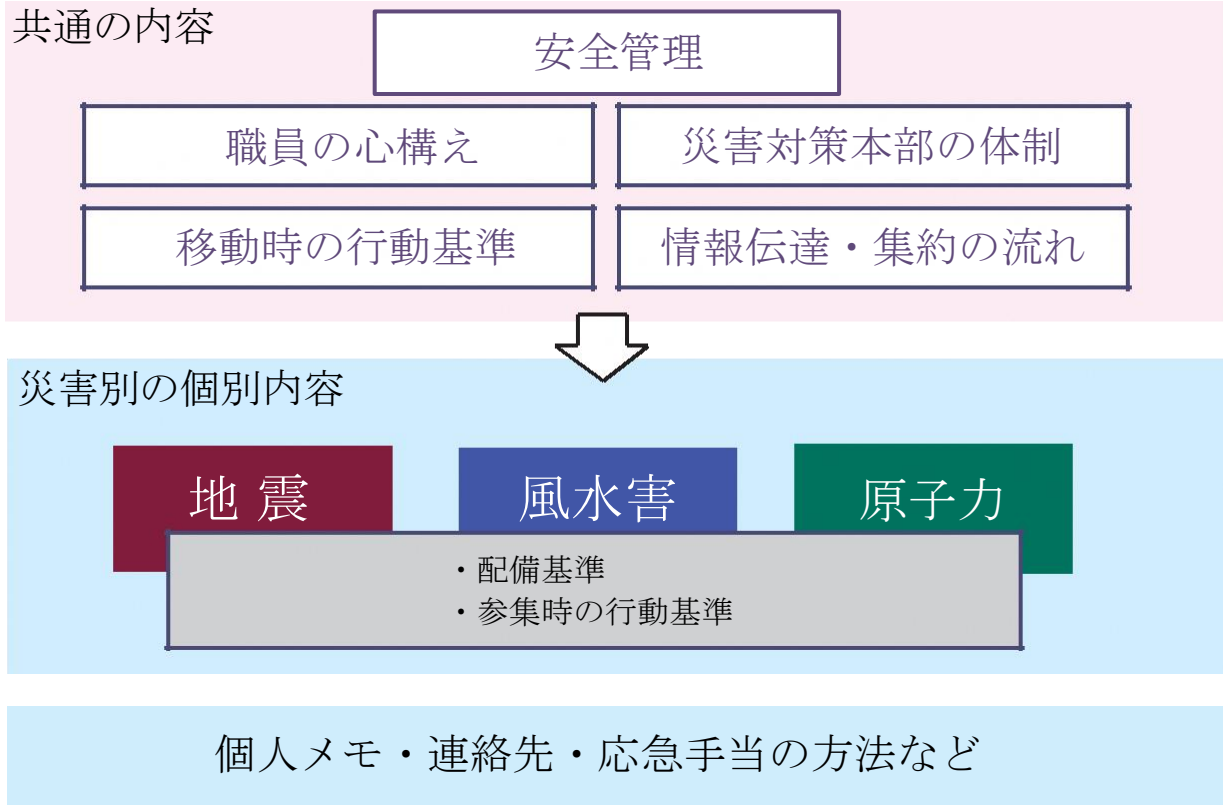 共通の内容
安全管理
職員の心構え
災害対策本部の体制
移動時の行動基準
情報伝達・集約の流れ
災害別の個別内容
地 震
風水害
原子力
・配備基準
・参集時の行動基準
個人メモ・連絡先・応急手当の方法など